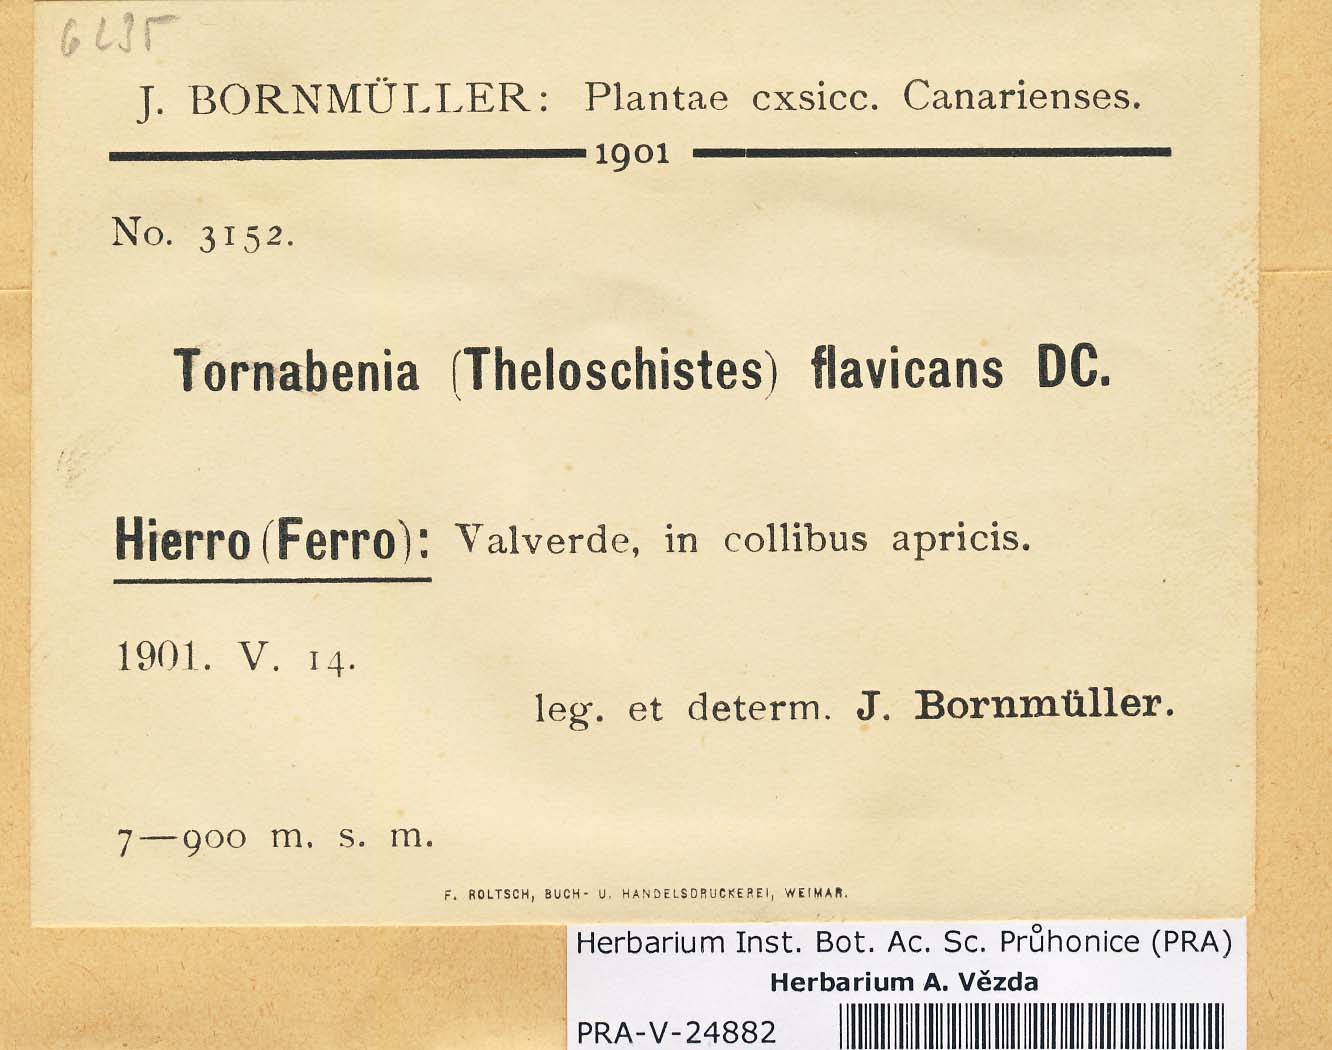 6235
J. BORNMÜLLER: Plantae cxsicc. Canarienses.
1901
No. 3152.
Tornabenia (Theloschistes) flavicans DC.
Hierro (Ferro): Valverde, in collibus apricis.
1901. V. 14.
leg. et determ. J. Bornmüller.
7—900 m. s. m.
F. ROLTSCH, BUCH- U. HANDELSDRUCKEREI, WEIMAR.
Herbarium Inst. Bot. Ac. Sc. Průhonice (PRA)
Herbarium A. Vězda
PRA-V-24882